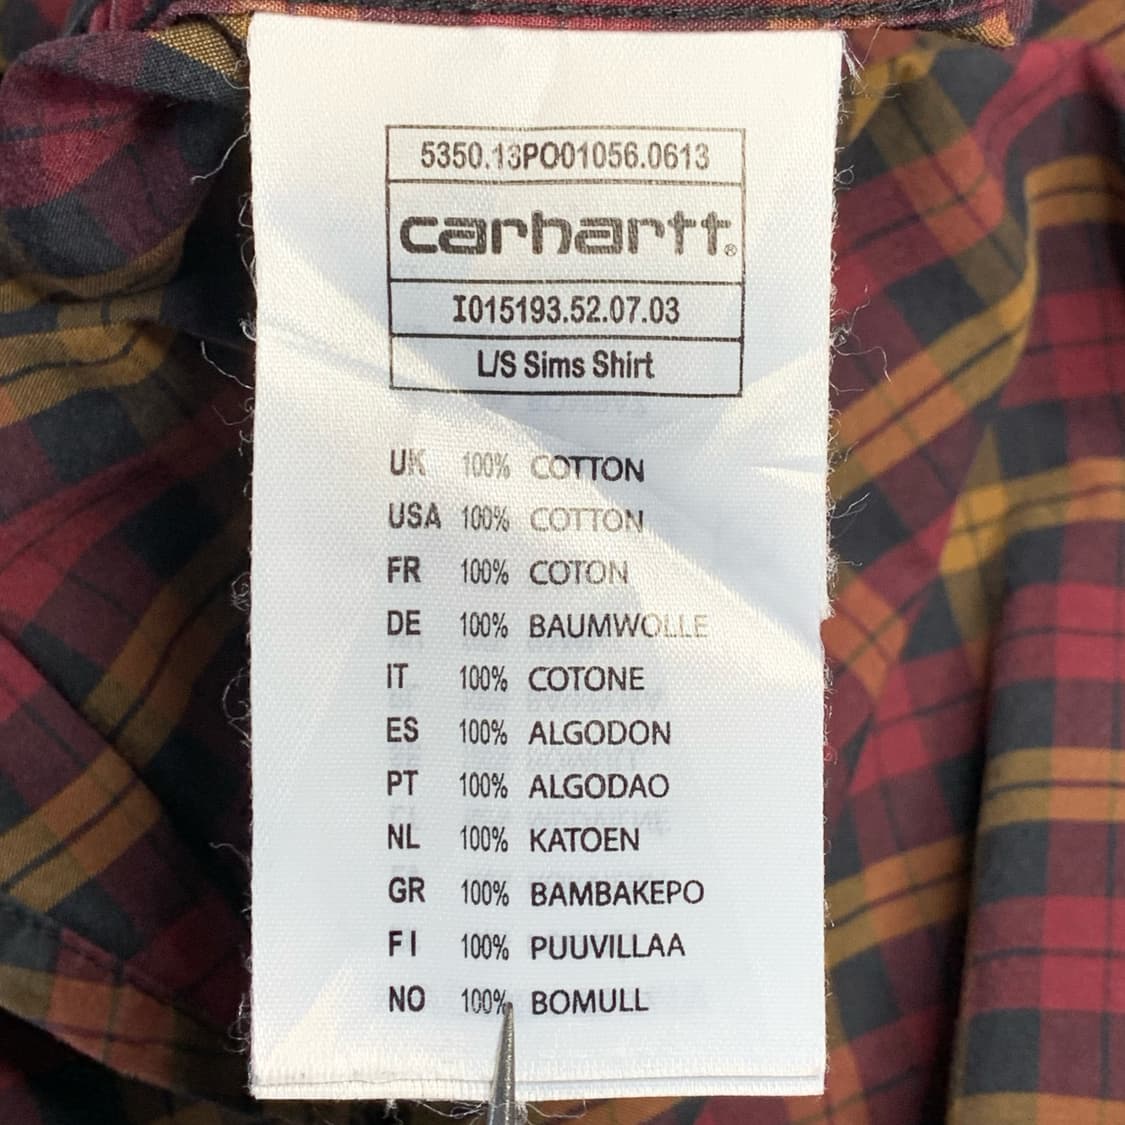 5350.13PO01056.0613
carhartt®
I015193.52.07.03
L/S Sims Shirt
UK 100% COTTON
USA 100% COTTON
FR 100% COTON
DE 100% BAUMWOLLE
IT 100% COTONE
ES 100% ALGODON
PT 100% ALGODAO
NL 100% KATOEN
GR 100% BAMBAKEPO
FI 100% PUUVILLAA
NO 100% BOMULL